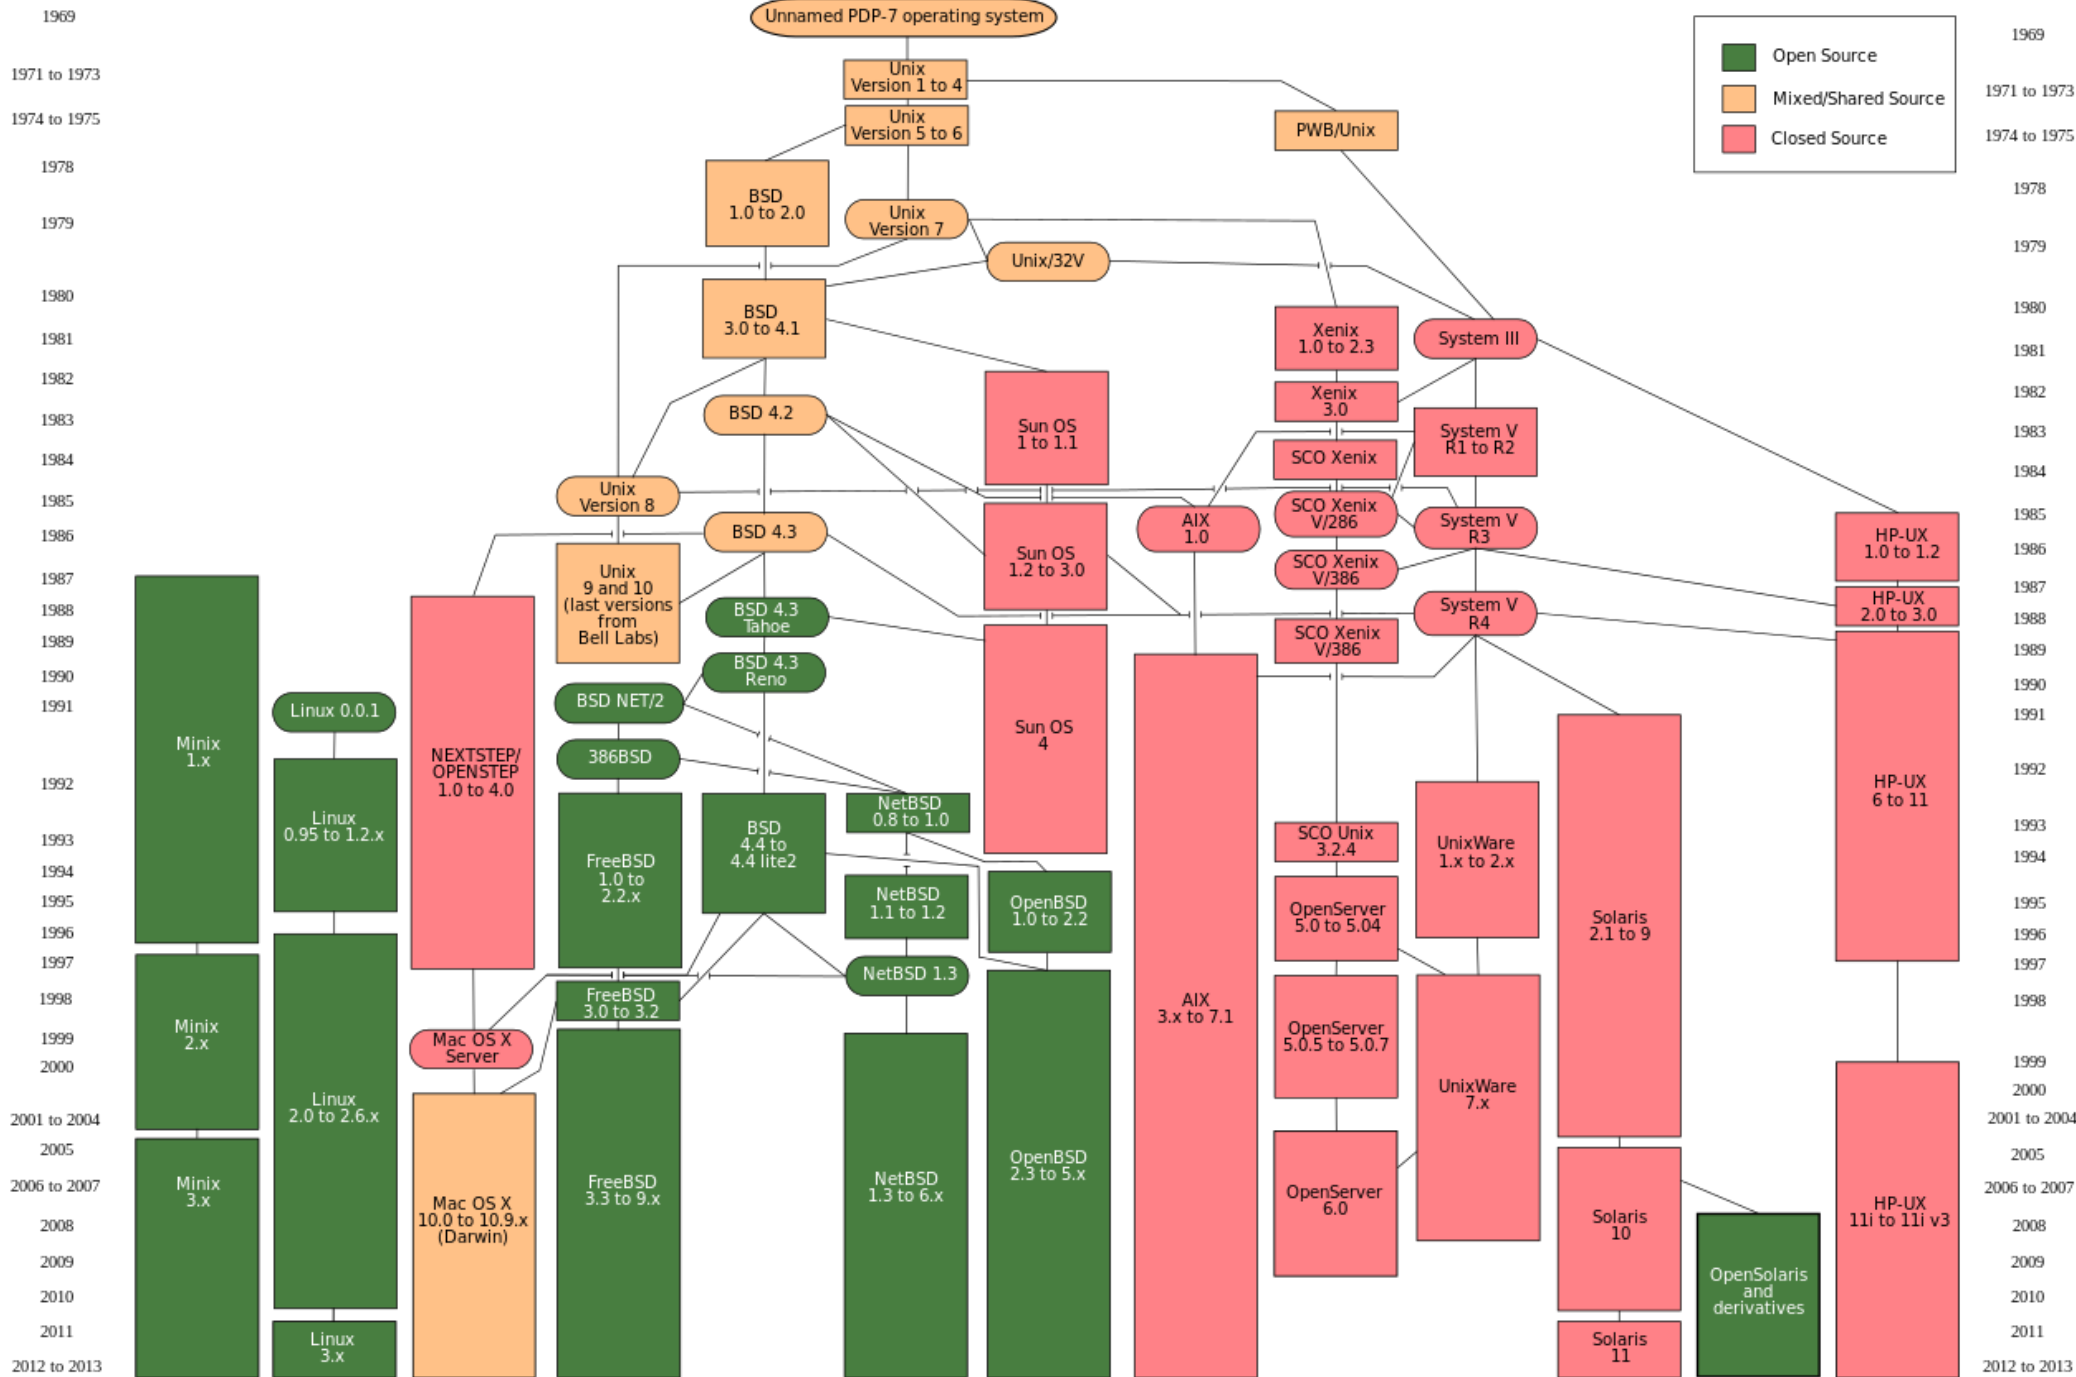 1969
1971 to 1973
1974 to 1975
1978
1979
1980
1981
1982
1983
1984
1985
1986
1987
1988
1989
1990
1991
1992
1993
1994
1995
1996
1997
1998
1999
2000
2001 to 2004
2005
2006 to 2007
2008
2009
2010
2011
2012 to 2013
Unnamed PDP-7 operating system
Unix
Version 1 to 4
Unix
Version 5 to 6
PWB/Unix
BSD
1.0 to 2.0
Unix
Version 7
Unix/32V
BSD
3.0 to 4.1
Xenix
1.0 to 2.3
System III
Xenix
3.0
BSD 4.2
Sun OS
1 to 1.1
System V
R1 to R2
SCO Xenix
Unix
Version 8
SCO Xenix
V/286
AIX
1.0
System V
R3
BSD 4.3
Sun OS
1.2 to 3.0
HP-UX
1.0 to 1.2
SCO Xenix
V/386
Unix
9 and 10
(last versions
from
Bell Labs)
HP-UX
2.0 to 3.0
BSD 4.3
Tahoe
System V
R4
SCO Xenix
V/386
BSD 4.3
Reno
BSD NET/2
Linux 0.0.1
Minix
1.x
386BSD
NEXTSTEP/
OPENSTEP
1.0 to 4.0
Sun OS
4
HP-UX
6 to 11
Linux
0.95 to 1.2.x
NetBSD
0.8 to 1.0
BSD
4.4 to
4.4 lite2
SCO Unix
3.2.4
UnixWare
1.x to 2.x
FreeBSD
1.0 to
2.2.x
NetBSD
1.1 to 1.2
OpenBSD
1.0 to 2.2
OpenServer
5.0 to 5.04
Solaris
2.1 to 9
NetBSD 1.3
FreeBSD
3.0 to 3.2
AIX
3.x to 7.1
Minix
2.x
Mac OS X
Server
OpenServer
5.0.5 to 5.0.7
Linux
2.0 to 2.6.x
UnixWare
7.x
OpenBSD
2.3 to 5.x
Minix
3.x
FreeBSD
3.3 to 9.x
NetBSD
1.3 to 6.x
OpenServer
6.0
Mac OS X
10.0 to 10.9.x
(Darwin)
Solaris
10
HP-UX
11i to 11i v3
OpenSolaris
and
derivatives
Linux
3.x
Solaris
11
Open Source
Mixed/Shared Source
Closed Source
1969
1971 to 1973
1974 to 1975
1978
1979
1980
1981
1982
1983
1984
1985
1986
1987
1988
1989
1990
1991
1992
1993
1994
1995
1996
1997
1998
1999
2000
2001 to 2004
2005
2006 to 2007
2008
2009
2010
2011
2012 to 2013